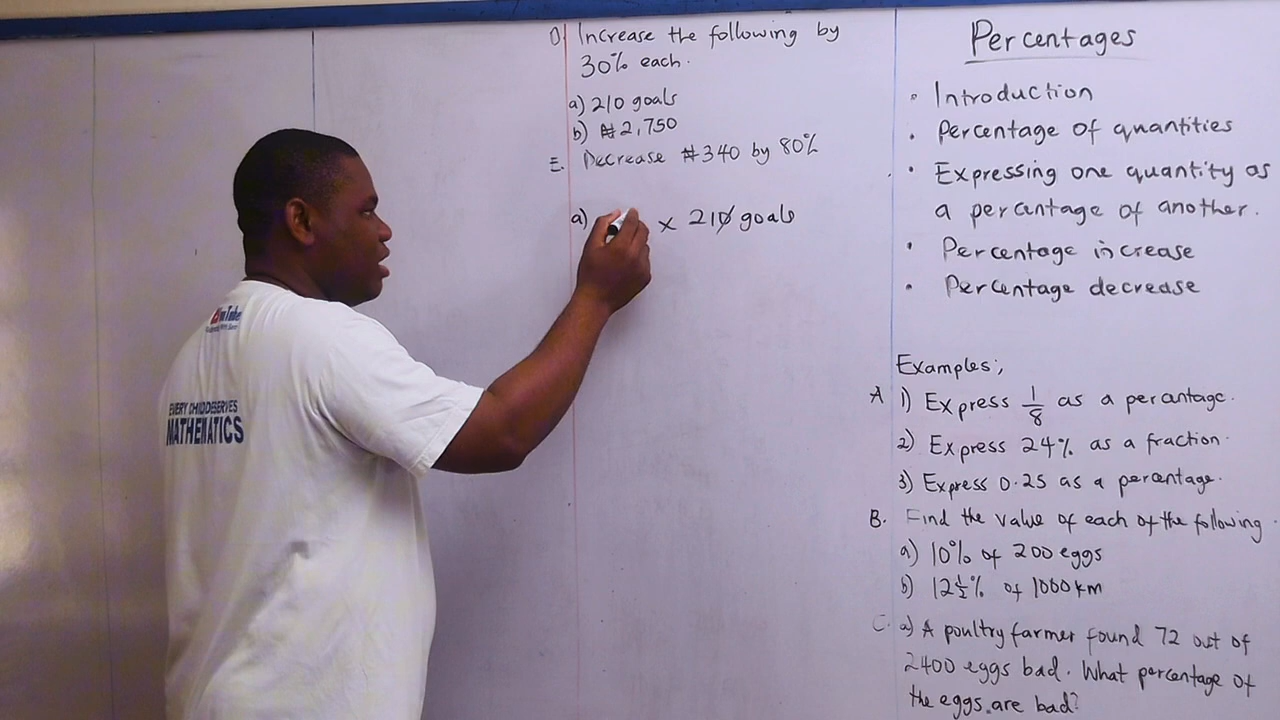 D. Increase the following by
30% each.
a) 210 goals
b) ₦2,750
E. Decrease ₦340 by 80%
a) × 210 goals
Percentages
• Introduction
• Percentage of quantities
• Expressing one quantity as
a percentage of another.
• Percentage increase
• Percentage decrease
Examples;
A 1) Express 1/8 as a percentage.
2) Express 24% as a fraction.
3) Express 0.25 as a percentage.
B. Find the value of each of the following.
a) 10% of 200 eggs
b) 12½% of 1000km
C. a) A poultry farmer found 72 out of
2400 eggs bad. What percentage of
the eggs are bad?
EVERY CHILD DESERVES
MATHEMATICS